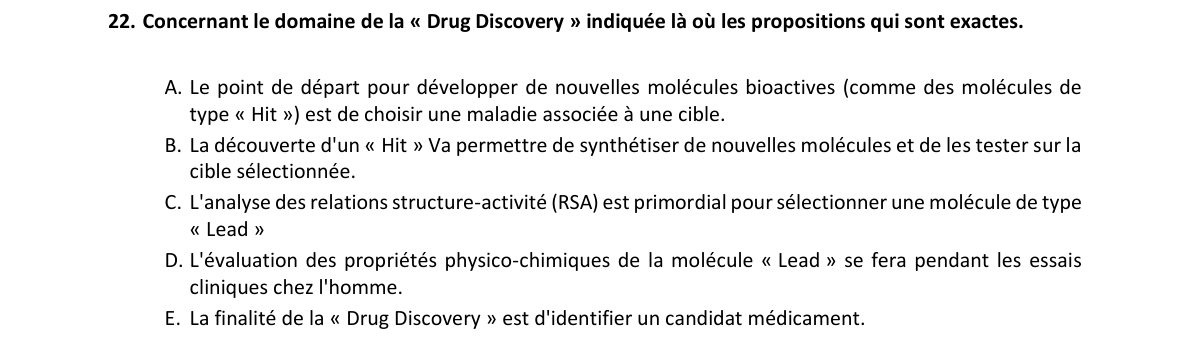 22. Concernant le domaine de la « Drug Discovery » indiquée là où les propositions qui sont exactes.
A. Le point de départ pour développer de nouvelles molécules bioactives (comme des molécules de
type « Hit ») est de choisir une maladie associée à une cible.
B. La découverte d'un « Hit » Va permettre de synthétiser de nouvelles molécules et de les tester sur la
cible sélectionnée.
C. L'analyse des relations structure-activité (RSA) est primordial pour sélectionner une molécule de type
« Lead »
D. L'évaluation des propriétés physico-chimiques de la molécule « Lead » se fera pendant les essais
cliniques chez l'homme.
E. La finalité de la « Drug Discovery » est d'identifier un candidat médicament.